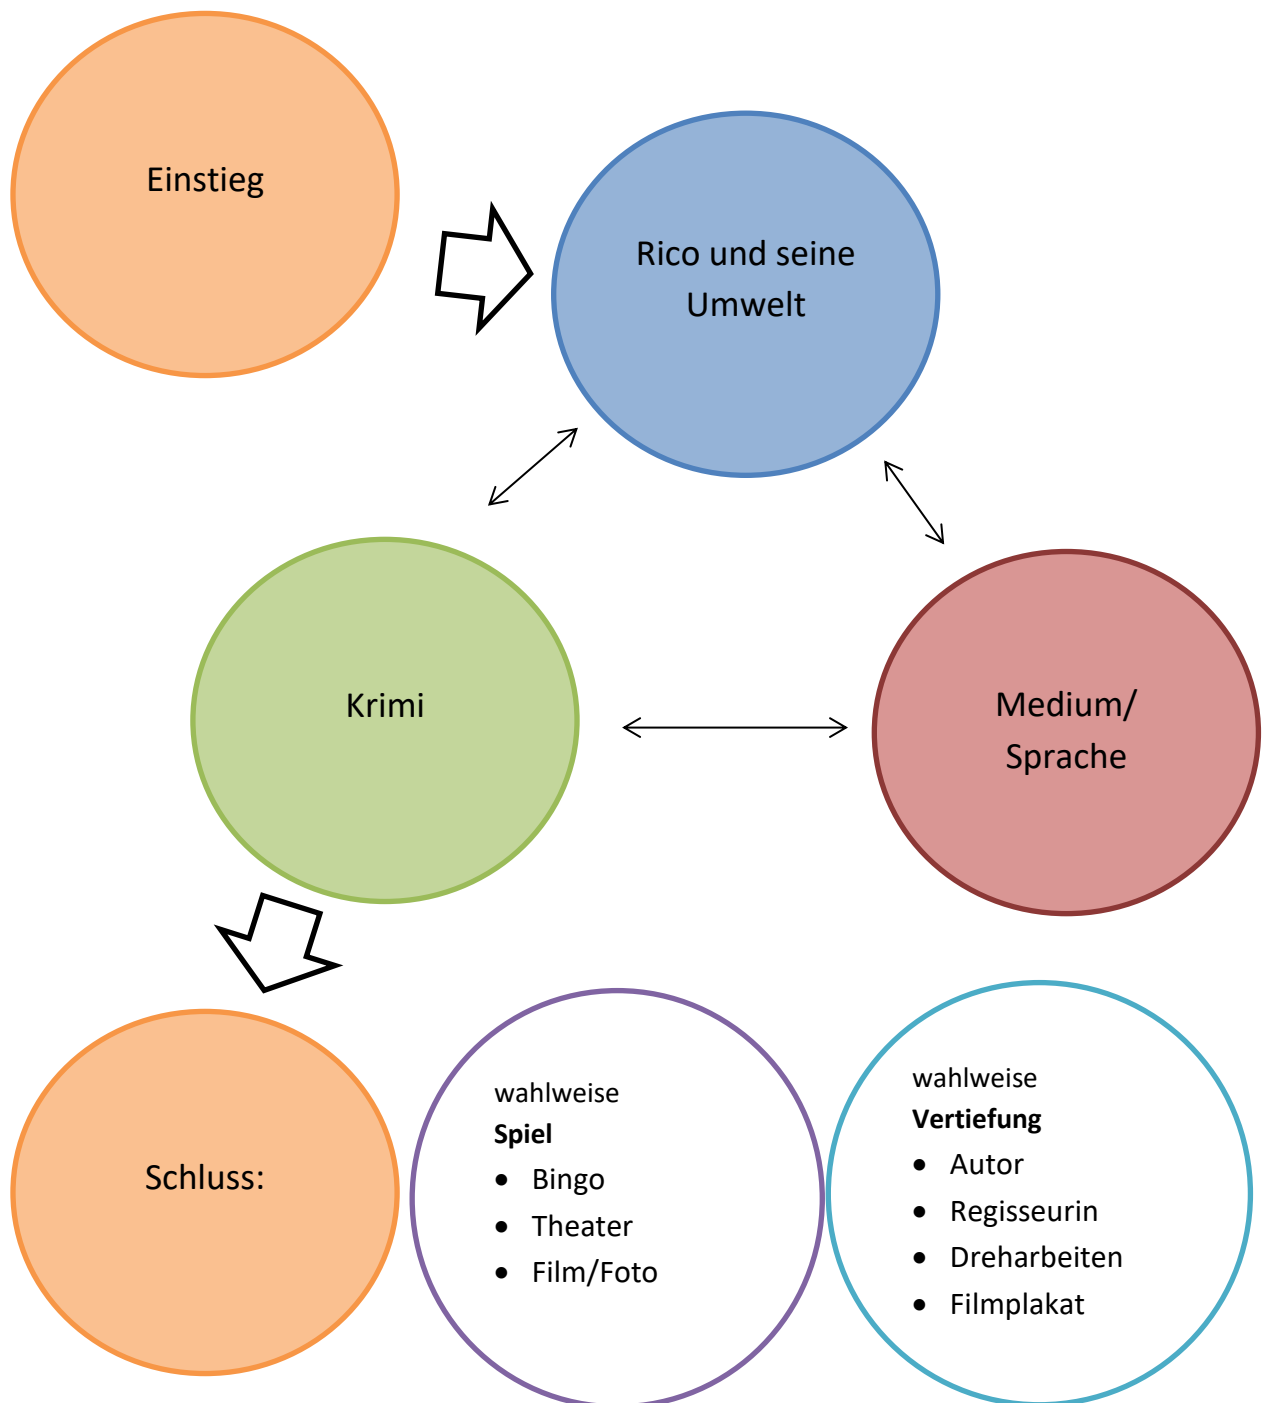 Einstieg
Rico und seine
Umwelt
Krimi
Medium/
Sprache
Schluss:
wahlweise
Spiel
• Bingo
• Theater
• Film/Foto
wahlweise
Vertiefung
• Autor
• Regisseurin
• Dreharbeiten
• Filmplakat